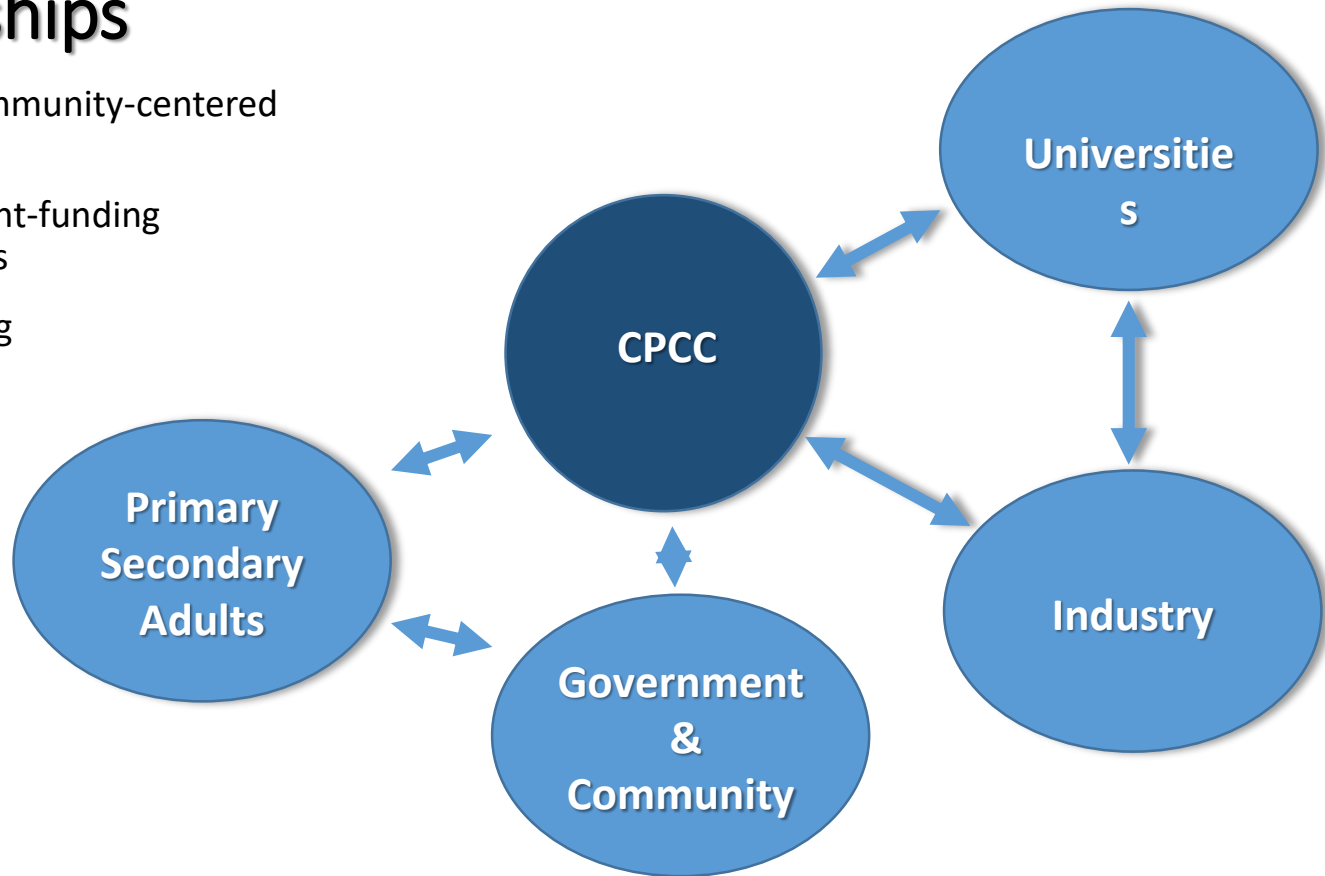 ships
mmunity-centered
nt-funding
s
g
Universitie
s
CPCC
Primary
Secondary
Adults
Industry
Government
&
Community